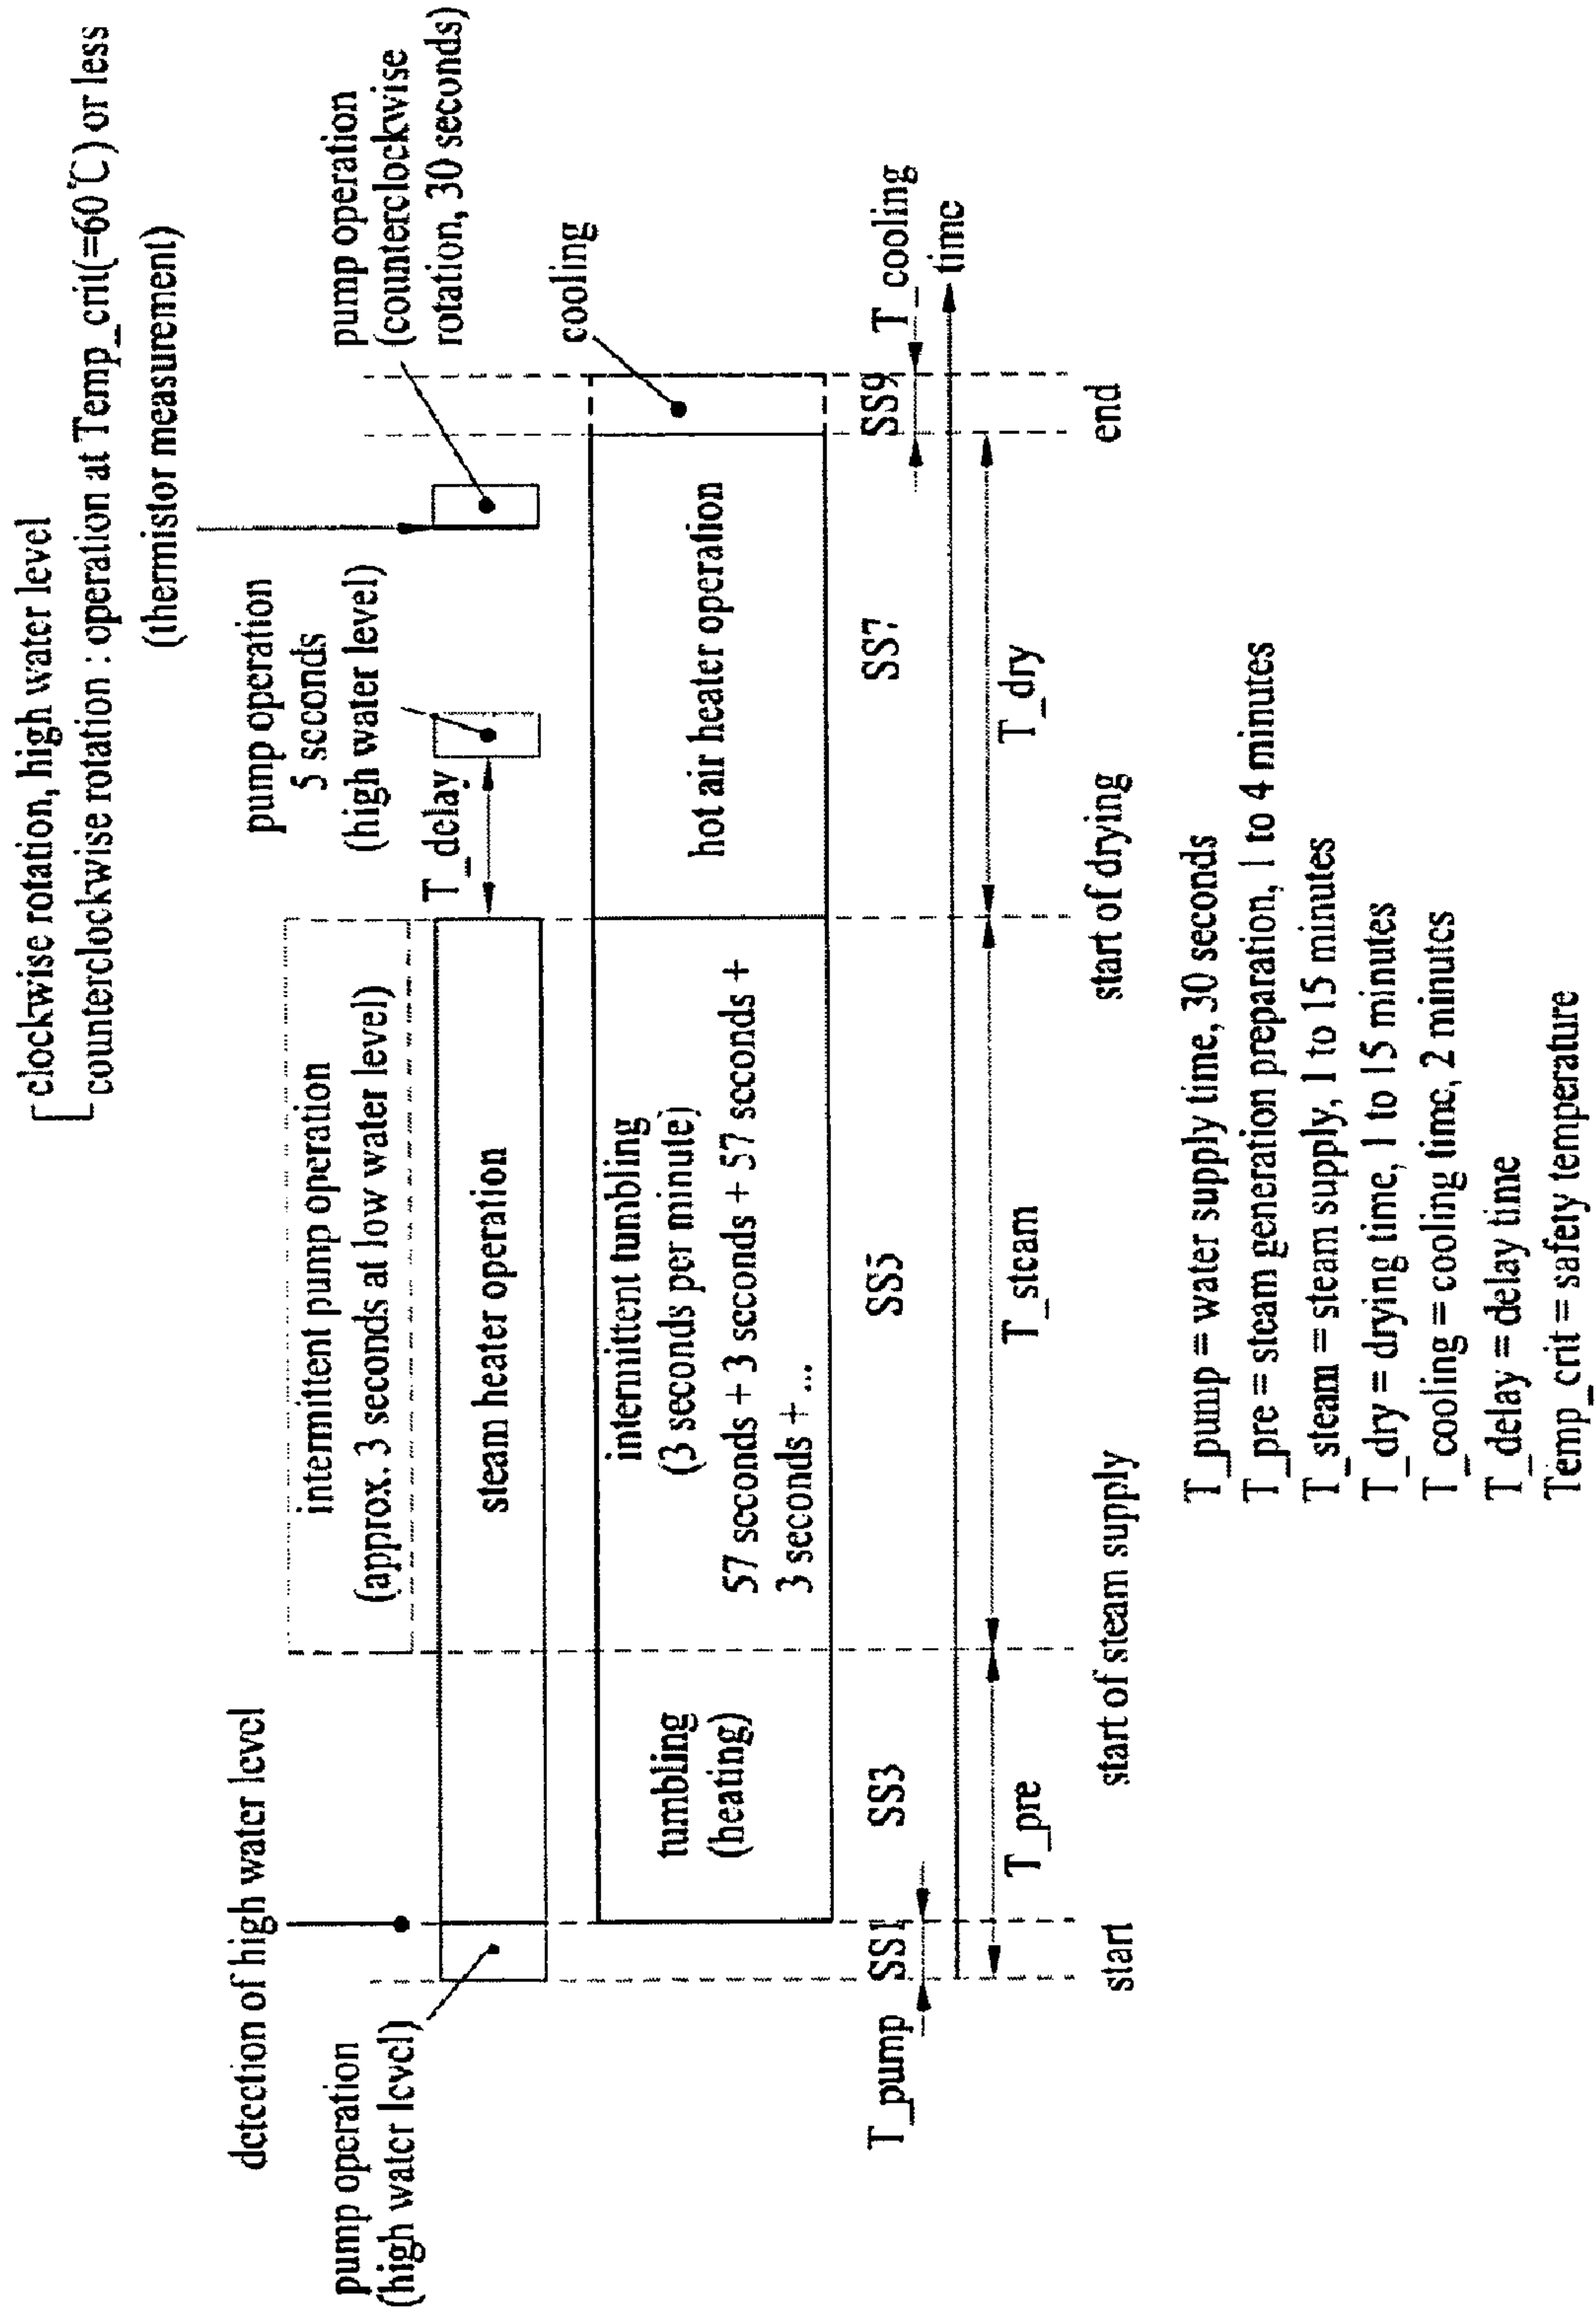 clockwise rotation, high water level
counterclockwise rotation : operation at Temp_crit(=60℃) or less
(thermistor measurement)
detection of high water level
pump operation
(high water level)
intermittent pump operation
(approx. 3 seconds at low water level)
pump operation
5 seconds
(high water level)
pump operation
(counterclockwise
rotation, 30 seconds)
steam heater operation
T_delay
cooling
tumbling
(heating)
intermittent tumbling
(3 seconds per minute)
57 seconds + 3 seconds + 57 seconds +
3 seconds + ...
hot air heater operation
T_pump
SS1
SS3
SS5
SS7
SS9
T_cooling
time
T_pre
T_steam
T_dry
start
start of steam supply
start of drying
end
T_pump = water supply time, 30 seconds
T_pre = steam generation preparation, 1 to 4 minutes
T_steam = steam supply, 1 to 15 minutes
T_dry = drying time, 1 to 15 minutes
T_cooling = cooling time, 2 minutes
T_delay = delay time
Temp_crit = safety temperature